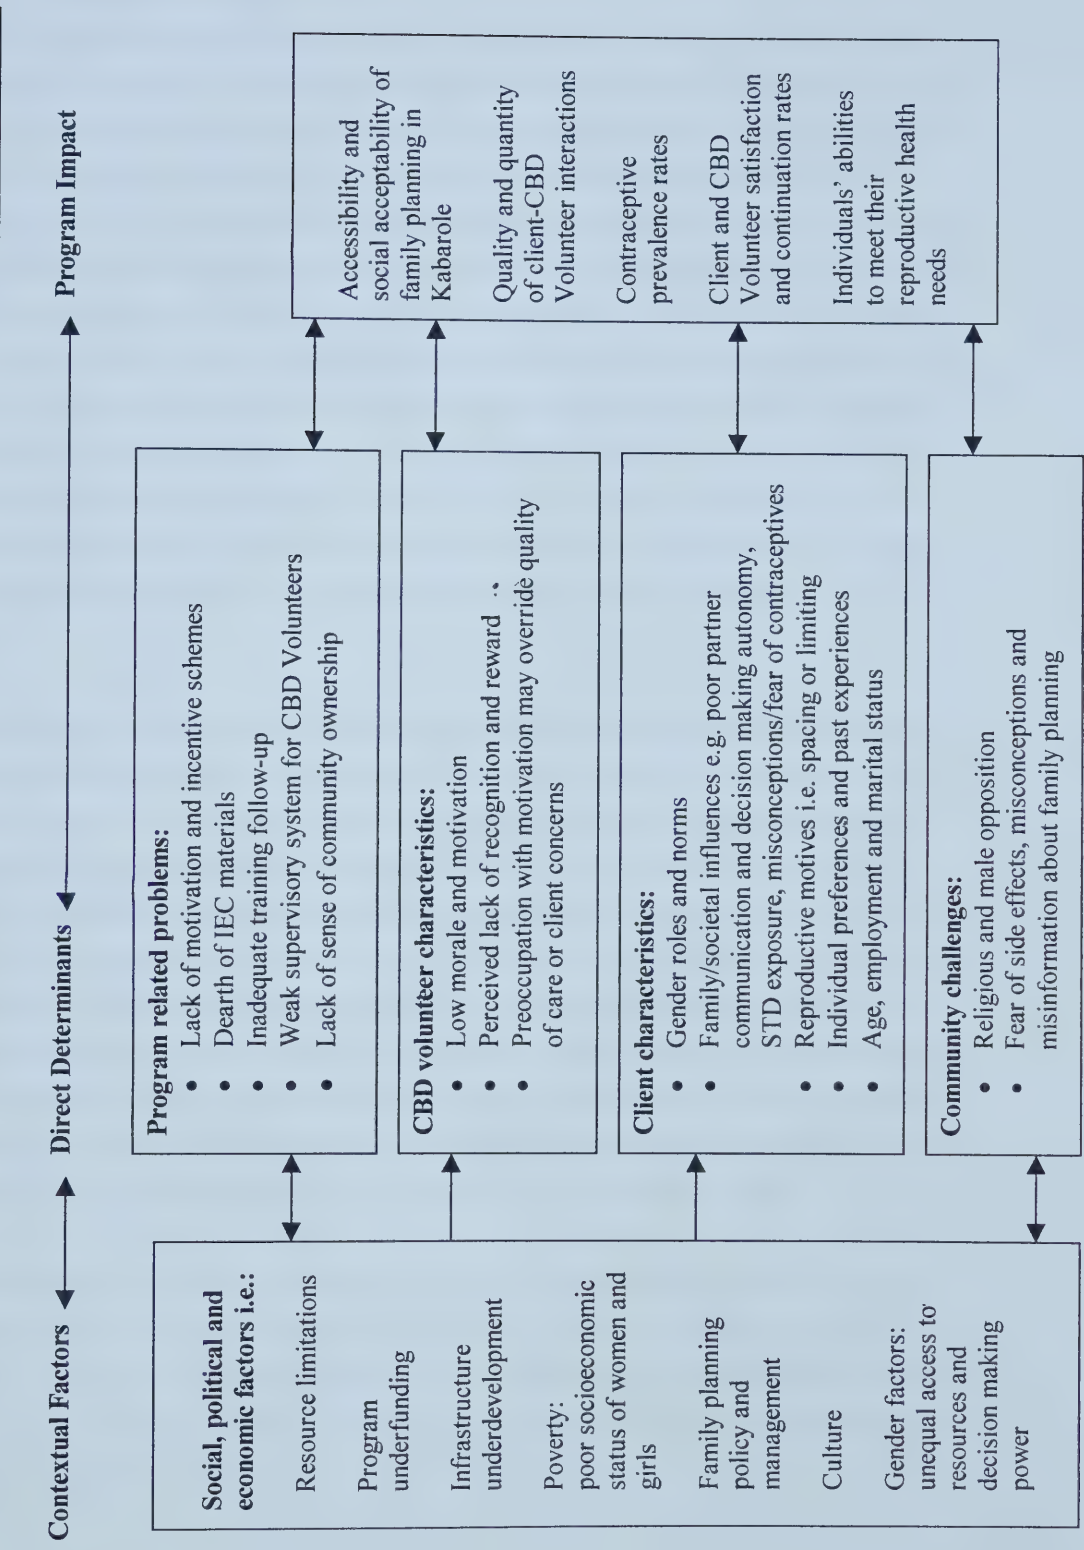 Contextual Factors
Direct Determinants
Program Impact
Social, political and
economic factors i.e.:
Resource limitations
Program
underfunding
Infrastructure
underdevelopment
Poverty:
poor socioeconomic
status of women and
girls
Family planning
policy and
management
Culture
Gender factors:
unequal access to
resources and
decision making
power
Program related problems:
• Lack of motivation and incentive schemes
• Dearth of IEC materials
• Inadequate training follow-up
• Weak supervisory system for CBD Volunteers
• Lack of sense of community ownership
CBD volunteer characteristics:
• Low morale and motivation
• Perceived lack of recognition and reward
• Preoccupation with motivation may override quality
of care or client concerns
Client characteristics:
• Gender roles and norms
• Family/societal influences e.g. poor partner
communication and decision making autonomy,
STD exposure, misconceptions/fear of contraceptives
• Reproductive motives i.e. spacing or limiting
• Individual preferences and past experiences
• Age, employment and marital status
Community challenges:
• Religious and male opposition
• Fear of side effects, misconceptions and
misinformation about family planning
Accessibility and
social acceptability of
family planning in
Kabarole
Quality and quantity
of client-CBD
Volunteer interactions
Contraceptive
prevalence rates
Client and CBD
Volunteer satisfaction
and continuation rates
Individuals' abilities
to meet their
reproductive health
needs